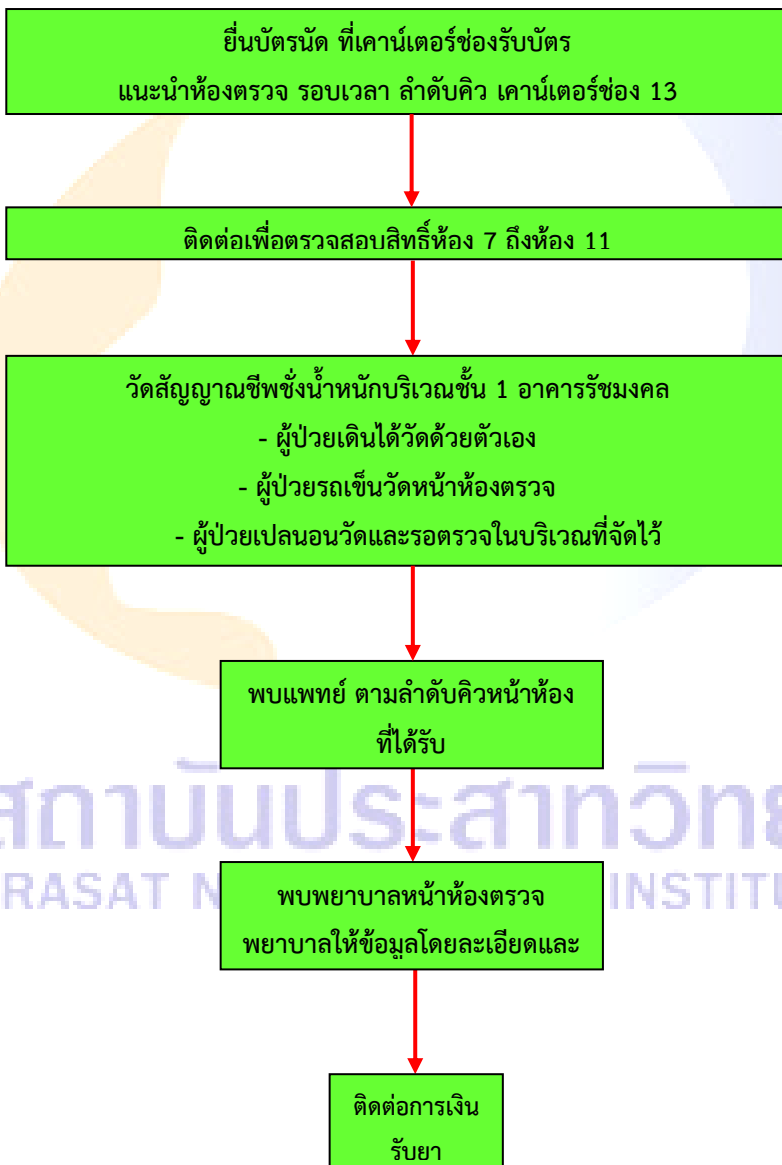 ยื่นบัตรนัด ที่เคาน์เตอร์ช่องรับบัตร
แนะนำห้องตรวจ รอบเวลา ลำดับคิว เคาน์เตอร์ช่อง 13
ติดต่อเพื่อตรวจสอบสิทธิ์ห้อง 7 ถึงห้อง 11
วัดสัญญาณชีพชั่งน้ำหนักบริเวณชั้น 1 อาคารรัชมงคล
- ผู้ป่วยเดินได้วัดด้วยตัวเอง
- ผู้ป่วยรถเข็นวัดหน้าห้องตรวจ
- ผู้ป่วยเปลนอนวัดและรอตรวจในบริเวณที่จัดไว้
พบแพทย์ ตามลำดับคิวหน้าห้อง
ที่ได้รับ
สถาบันประสาทวิทย
RASAT N INSTIT
พบพยาบาลหน้าห้องตรวจ
พยาบาลให้ข้อมูลโดยละเอียดและ
ติดต่อการเงิน
รับยา